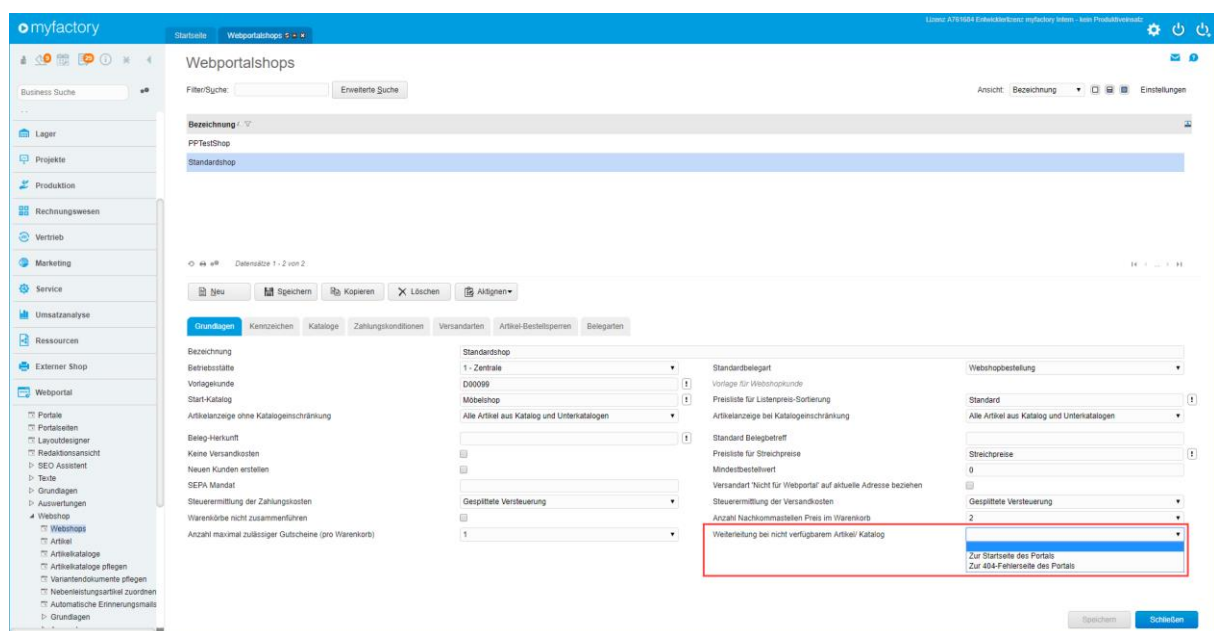 myfactory
Lizenz A761684 Entwicklerlizenz myfactory Intern - kein Produktiveinsatz
Startseite
Webportalshops
Webportalshops
Business Suche
Filter/Suche:
Erweiterte Suche
Ansicht: Bezeichnung
Einstellungen
Bezeichnung
PPTestShop
Standardshop
Lager
Projekte
Produktion
Rechnungswesen
Vertrieb
Marketing
Service
Umsatzanalyse
Ressourcen
Externer Shop
Webportal
Portale
Portalseiten
Layoutdesigner
Redaktionsansicht
SEO Assistent
Texte
Grundlagen
Auswertungen
Webshop
Webshops
Artikel
Artikelkataloge
Artikelkataloge pflegen
Variantendokumente pflegen
Nebenleistungsartikel zuordnen
Automatische Erinnerungsmails
Grundlagen
Datensätze 1 - 2 von 2
Neu Speichern Kopieren Löschen Aktionen
Grundlagen Kennzeichen Kataloge Zahlungskonditionen Versandarten Artikel-Bestellsperren Belegarten
Bezeichnung Standardshop
Betriebsstätte 1 - Zentrale Standardbelegart Webshopbestellung
Vorlagekunde D00099 Vorlage für Webshopkunde
Start-Katalog Möbelshop Preisliste für Listenpreis-Sortierung Standard
Artikelanzeige ohne Katalogeinschränkung Alle Artikel aus Katalog und Unterkatalogen Artikelanzeige bei Katalogeinschränkung Alle Artikel aus Katalog und Unterkatalogen
Beleg-Herkunft Standard Belegbetreff
Keine Versandkosten Preisliste für Streichpreise Streichpreise
Neuen Kunden erstellen Mindestbestellwert 0
SEPA Mandat Versandart 'Nicht für Webportal' auf aktuelle Adresse beziehen
Steuerermittlung der Zahlungskosten Gesplittete Versteuerung Steuerermittlung der Versandkosten Gesplittete Versteuerung
Warenkörbe nicht zusammenführen Anzahl Nachkommastellen Preis im Warenkorb 2
Anzahl maximal zulässiger Gutscheine (pro Warenkorb) 1 Weiterleitung bei nicht verfügbarem Artikel/ Katalog
Zur Startseite des Portals
Zur 404-Fehlerseite des Portals
Speichern Schließen